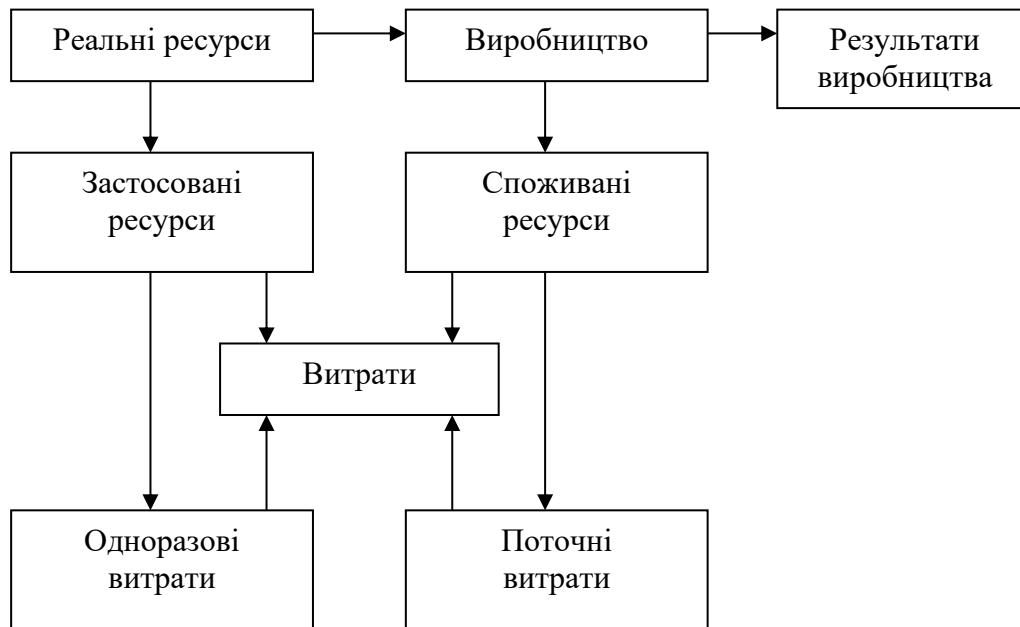 Реальні ресурси
Виробництво
Результати
виробництва
Застосовані
ресурси
Споживані
ресурси
Витрати
Одноразові
витрати
Поточні
витрати